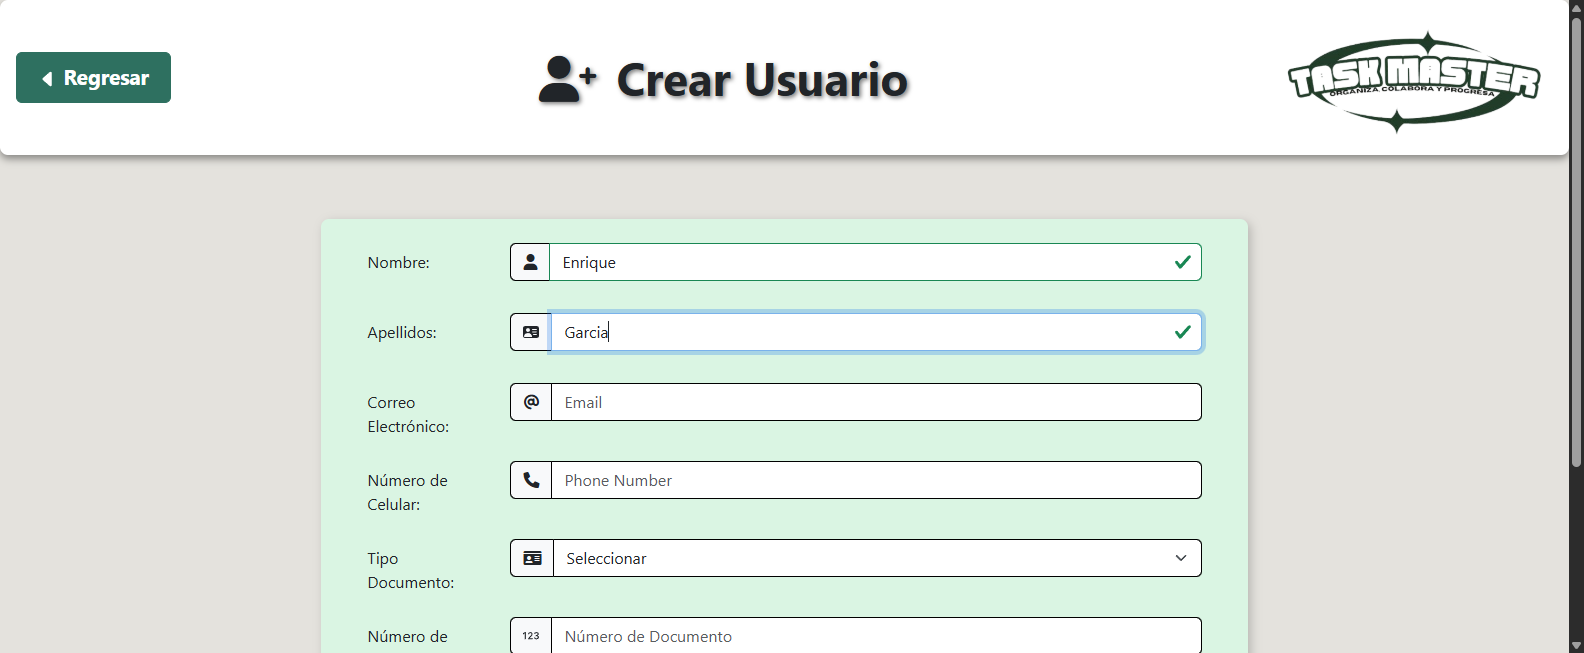 Regresar
Crear Usuario
TASK MASTER
ORGANIZA COLABORA Y PROGRESA
Nombre:
Enrique
Apellidos:
Garcia
Correo
Electrónico:
@
Email
Número de
Celular:
Phone Number
Tipo
Documento:
Seleccionar
Número de
123
Número de Documento